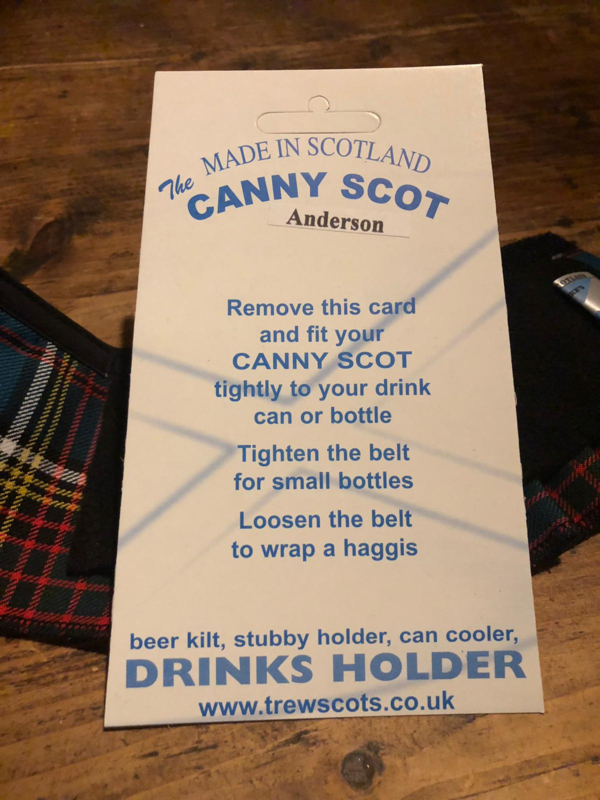 MADE IN SCOTLAND
The
CANNY SCOT
Anderson
Remove this card
and fit your
CANNY SCOT
tightly to your drink
can or bottle
Tighten the belt
for small bottles
Loosen the belt
to wrap a haggis
beer kilt, stubby holder, can cooler,
DRINKS HOLDER
www.trewscots.co.uk